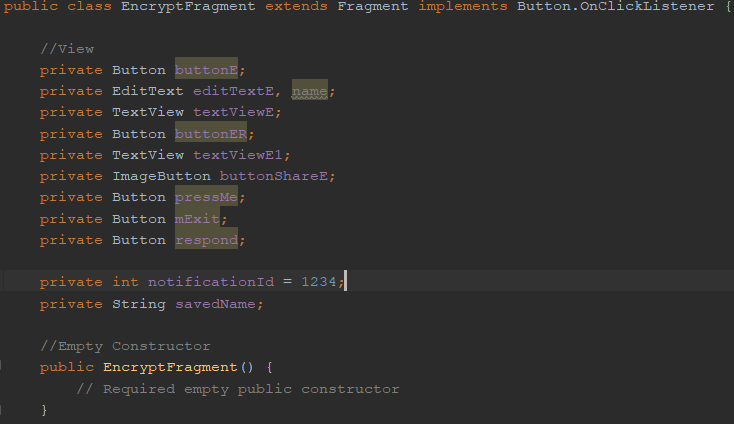 public class EncryptFragment extends Fragment implements Button.OnClickListener {
//View
private Button buttonE;
private EditText editTextE, name;
private TextView textViewE;
private Button buttonER;
private TextView textViewE1;
private ImageButton buttonShareE;
private Button pressMe;
private Button mExit;
private Button respond;
private int notificationId = 1234;
private String savedName;
//Empty Constructor
public EncryptFragment() {
// Required empty public constructor
}